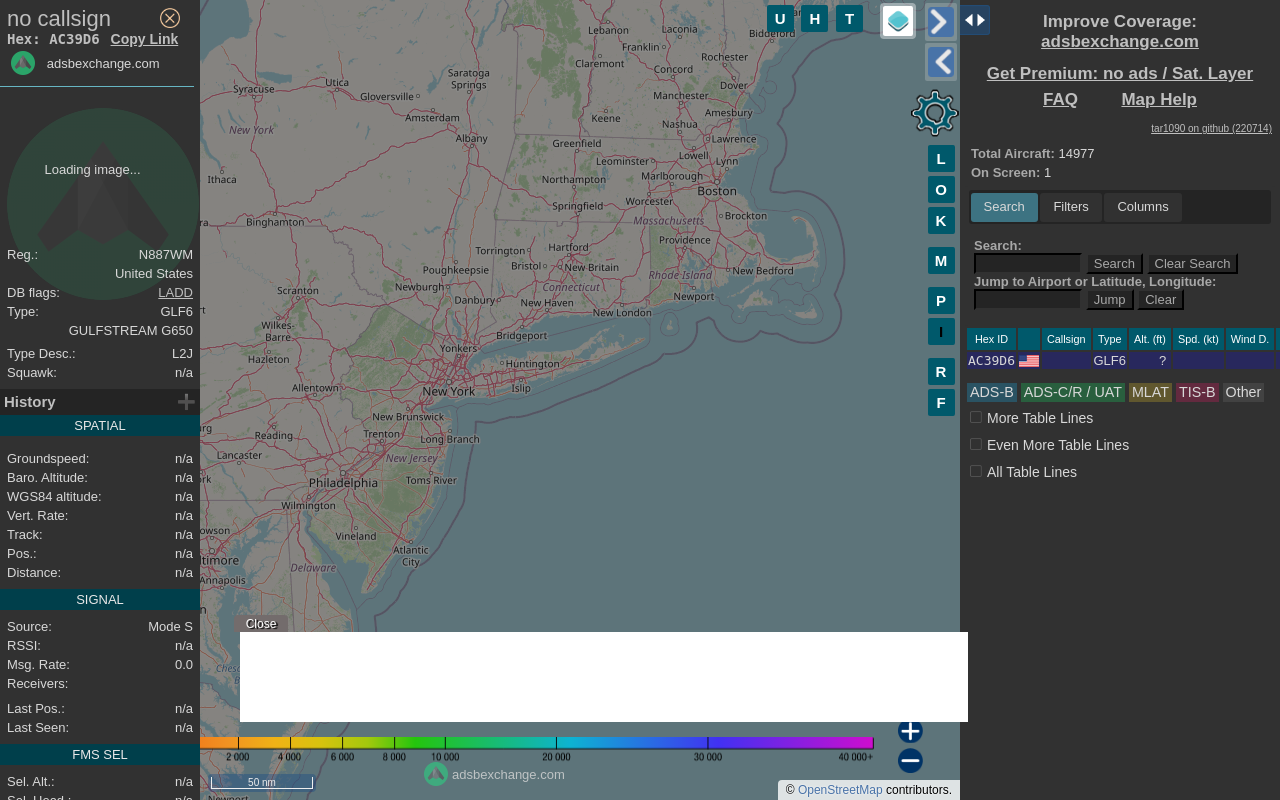 no callsign
Hex: AC39D6 Copy Link
adsbexchange.com
Loading image...
Reg.: N887WM
United States
DB flags: LADD
Type: GLF6
GULFSTREAM G650
Type Desc.: L2J
Squawk: n/a
History
SPATIAL
Groundspeed: n/a
Baro. Altitude: n/a
WGS84 altitude: n/a
Vert. Rate: n/a
Track: n/a
Pos.: n/a
Distance: n/a
SIGNAL
Source: Mode S
RSSI: n/a
Msg. Rate: 0.0
Receivers:
Last Pos.: n/a
Last Seen: n/a
FMS SEL
Sel. Alt.: n/a
Sel. Head.: n/a
U H T
L
O
K
M
P
I
R
F
Lebanon
Laconia
Biddeford
Franklin
Claremont
Rochester
Concord
Dover
Manchester
Keene
Amesbury
Nashua
Utica
Saratoga
Springs
Syracuse
Gloversville
Amsterdam
New York
Albany
Greenfield
Lawrence
Lowell
Lynn
Leominster
Ithaca
Northampton
Marlborough
Boston
Worcester
Springfield
Binghamton
Massachusetts
Brockton
Providence
Hartford
Torrington
Bristol
New Britain
Poughkeepsie
New Bedford
Rhode Island
Connecticut
Newburgh
Scranton
Danbury
New Haven
Newport
New London
Wilkes-
Barre
Bridgeport
Yonkers
Hazleton
Huntington
Allentown
New York
Islip
New Brunswick
Reading
Trenton
Long Branch
Lancaster
New Jersey
Philadelphia
Toms River
Wilmington
Vineland
Atlantic
City
Delaware
Annapolis
Close
2 000 4 000 6 000 8 000 10 000 20 000 30 000 40 000+
adsbexchange.com
50 nm
© OpenStreetMap contributors.
Improve Coverage:
adsbexchange.com
Get Premium: no ads / Sat. Layer
FAQ Map Help
tar1090 on github (220714)
Total Aircraft: 14977
On Screen: 1
Search Filters Columns
Search:
Search Clear Search
Jump to Airport or Latitude, Longitude:
Jump Clear
Hex ID Callsign Type Alt. (ft) Spd. (kt) Wind D.
AC39D6 GLF6 ?
ADS-B ADS-C/R / UAT MLAT TIS-B Other
More Table Lines
Even More Table Lines
All Table Lines